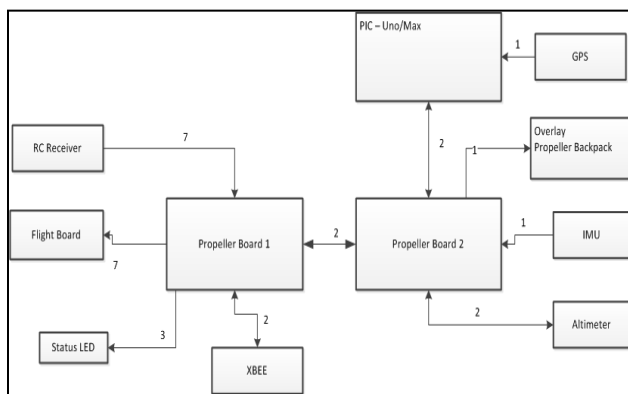 PIC – Uno/Max
1
GPS
RC Receiver
7
2
1
Overlay
Propeller Backpack
Flight Board
7
Propeller Board 1
2
Propeller Board 2
1
IMU
3
Status LED
2
XBEE
2
Altimeter